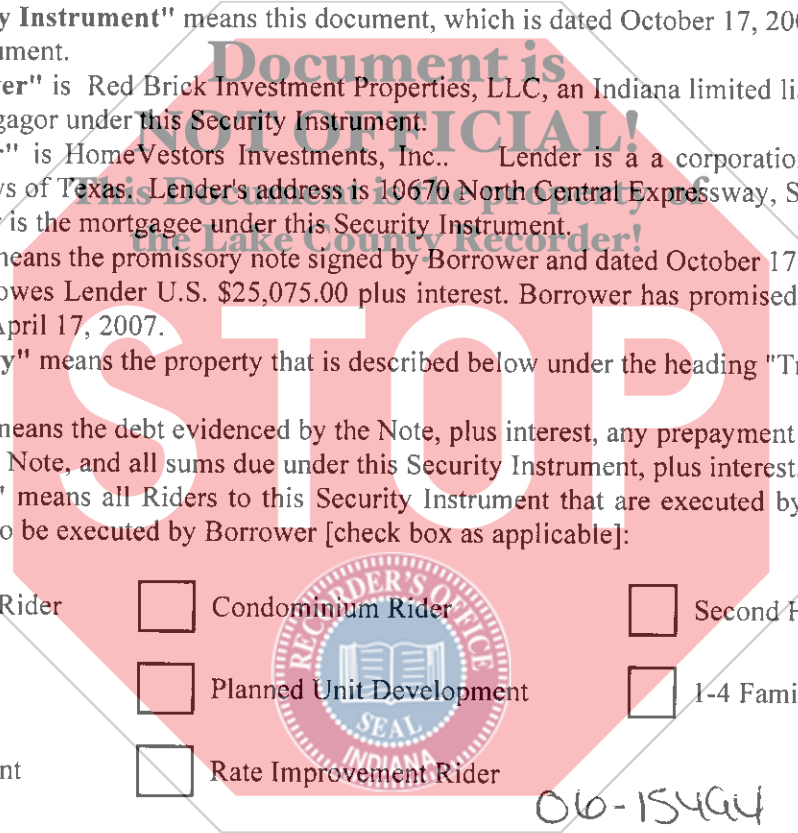 y Instrument" means this document, which is dated October 17, 200
ument.
Document is
er" is Red Brick Investment Properties, LLC, an Indiana limited lia
gagor under this Security Instrument.
NOT OFFICIAL!
r" is HomeVestors Investments, Inc.. Lender is a a corporatio
ws of Texas. Lender's address is 10670 North Central Expressway, S
This Document is the property of
r is the mortgagee under this Security Instrument.
the Lake County Recorder!
means the promissory note signed by Borrower and dated October 17
owes Lender U.S. $25,075.00 plus interest. Borrower has promised
April 17, 2007.
y" means the property that is described below under the heading "Tr
STOP
means the debt evidenced by the Note, plus interest, any prepayment
Note, and all sums due under this Security Instrument, plus interest.
" means all Riders to this Security Instrument that are executed by
o be executed by Borrower [check box as applicable]:
Rider Condominium Rider Second H
Planned Unit Development 1-4 Fami
nt Rate Improvement Rider
RECORDER'S OFFICE
SEAL
INDIANA